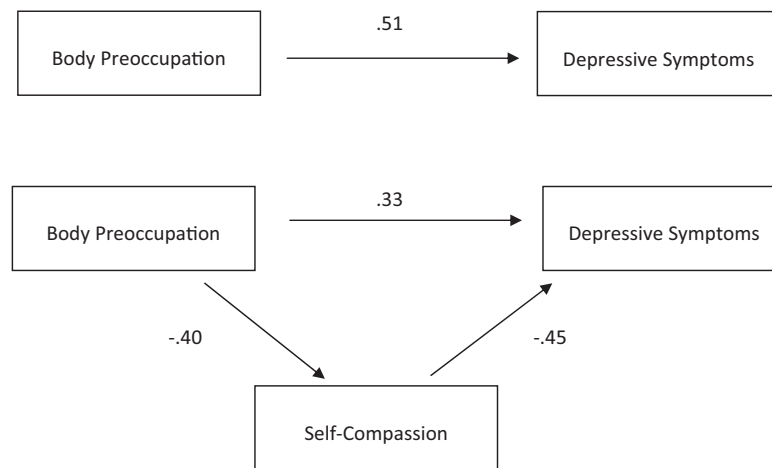 .51
Body Preoccupation
Depressive Symptoms
.33
Body Preoccupation
Depressive Symptoms
-.40
-.45
Self-Compassion